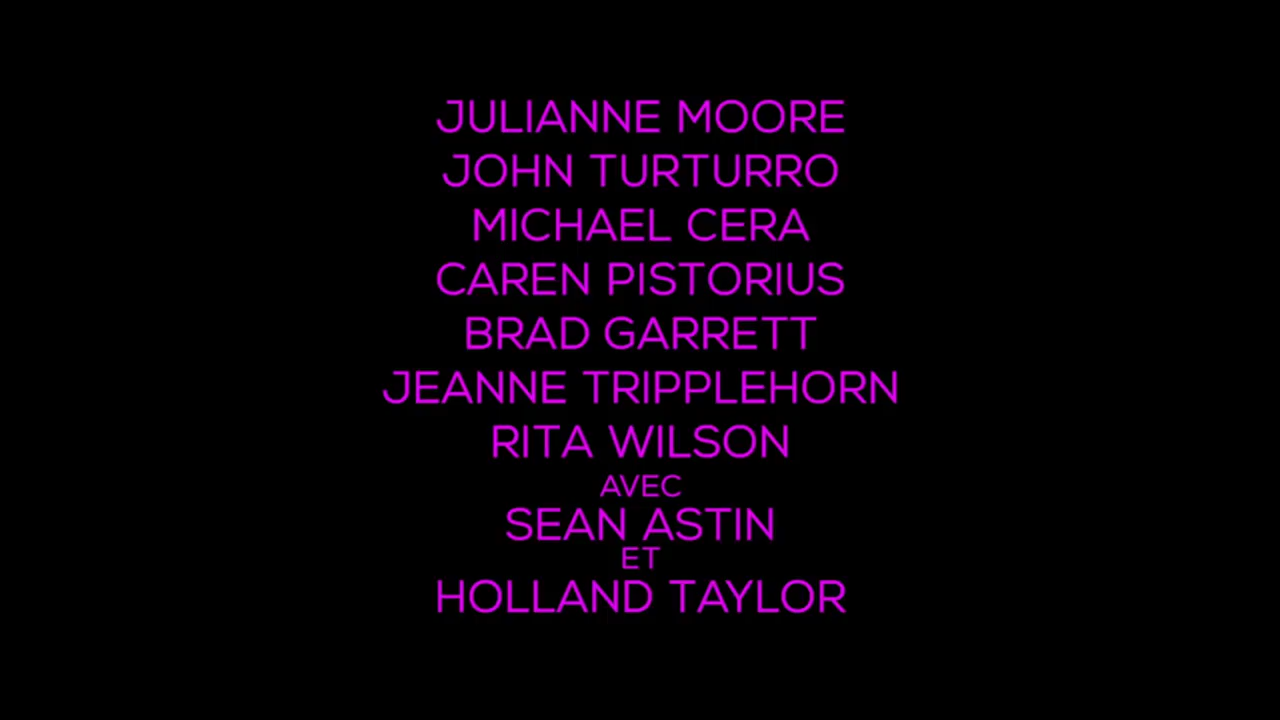 JULIANNE MOORE
JOHN TURTURRO
MICHAEL CERA
CAREN PISTORIUS
BRAD GARRETT
JEANNE TRIPPLEHORN
RITA WILSON
AVEC
SEAN ASTIN
ET
HOLLAND TAYLOR